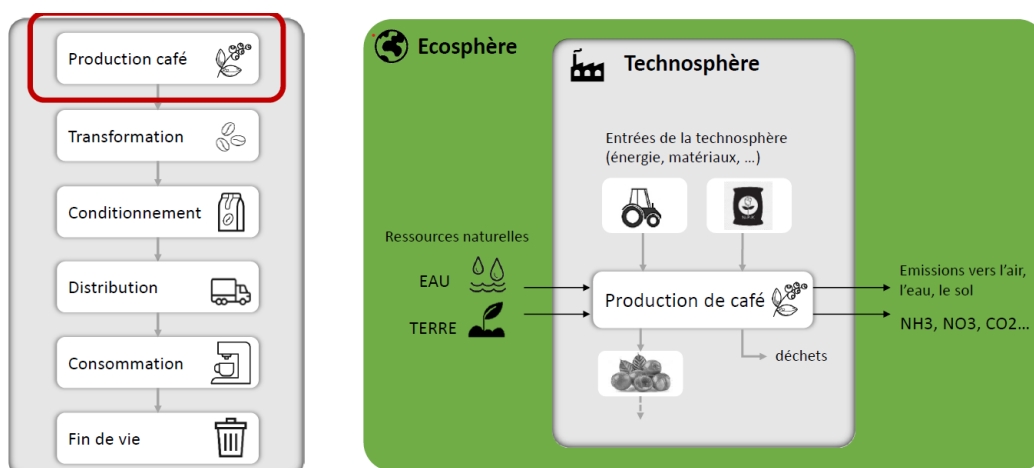 Production café
Transformation
Conditionnement
Distribution
Consommation
Fin de vie
Ecosphère
Technosphère
Entrées de la technosphère
(énergie, matériaux, ...)
Ressources naturelles
EAU
TERRE
Production de café
Emissions vers l'air,
l'eau, le sol
NH3, NO3, CO2...
déchets